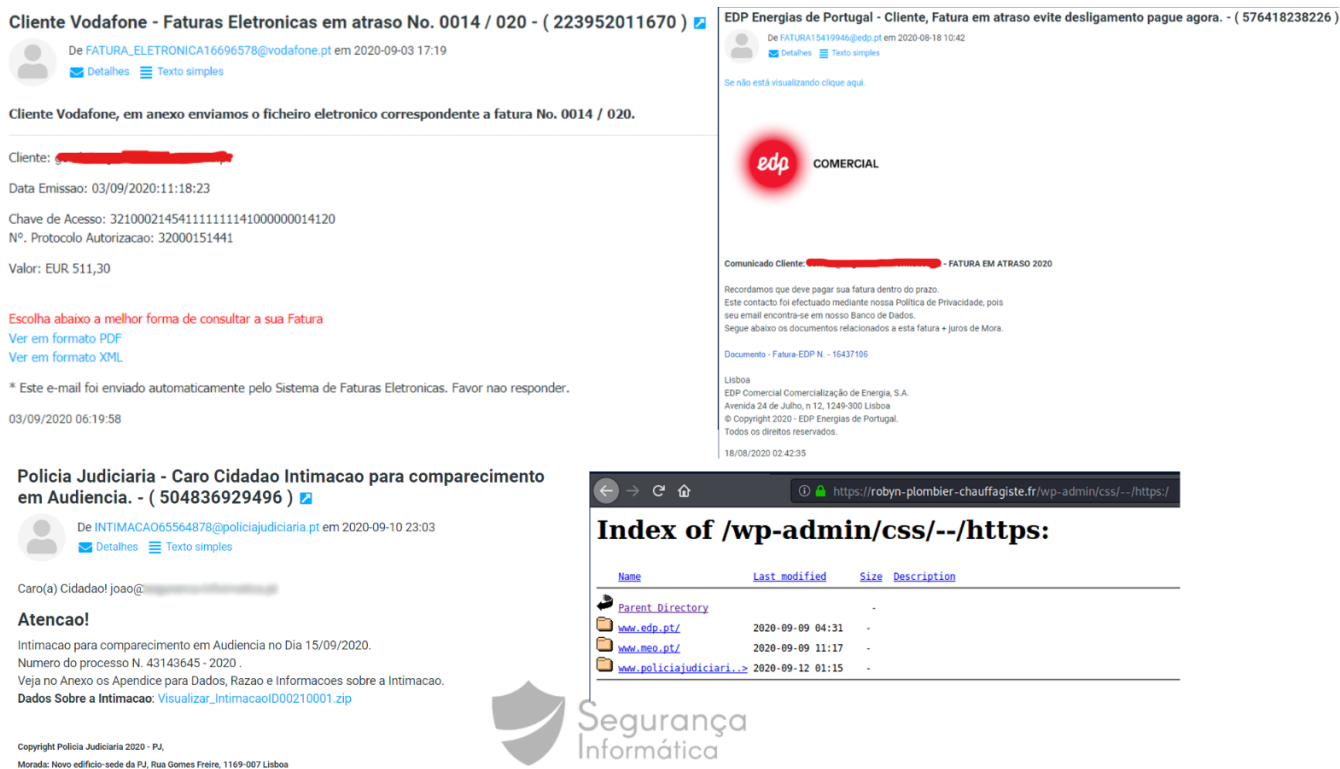 Cliente Vodafone - Faturas Eletronicas em atraso No. 0014 / 020 - ( 223952011670 )
De FATURA_ELETRONICA16696578@vodafone.pt em 2020-09-03 17:19
Detalhes Texto simples
Cliente Vodafone, em anexo enviamos o ficheiro eletronico correspondente a fatura No. 0014 / 020.
Cliente:
Data Emissao: 03/09/2020:11:18:23
Chave de Acesso: 32100021454111111141000000014120
Nº. Protocolo Autorizacao: 32000151441
Valor: EUR 511,30
Escolha abaixo a melhor forma de consultar a sua Fatura
Ver em formato PDF
Ver em formato XML
* Este e-mail foi enviado automaticamente pelo Sistema de Faturas Eletronicas. Favor nao responder.
03/09/2020 06:19:58
EDP Energias de Portugal - Cliente, Fatura em atraso evite desligamento pague agora. - ( 576418238226 )
De FATURA15419946@edp.pt em 2020-08-18 10:42
Detalhes Texto simples
Se não está visualizando clique aqui.
edp COMERCIAL
Comunicado Cliente: - FATURA EM ATRASO 2020
Recordamos que deve pagar sua fatura dentro do prazo.
Este contacto foi efectuado mediante nossa Política de Privacidade, pois
seu email encontra-se em nosso Banco de Dados.
Segue abaixo os documentos relacionados a esta fatura + juros de Mora.
Documento - Fatura-EDP N. - 16437106
Lisboa
EDP Comercial Comercialização de Energia, S.A.
Avenida 24 de Julho, n 12, 1249-300 Lisboa
© Copyright 2020 - EDP Energias de Portugal.
Todos os direitos reservados.
18/08/2020 02:42:35
Policia Judiciaria - Caro Cidadao Intimacao para comparecimento
em Audiencia. - ( 504836929496 )
De INTIMACAO65564878@policiajudiciaria.pt em 2020-09-10 23:03
Detalhes Texto simples
Caro(a) Cidadao! joao@
Atencao!
Intimacao para comparecimento em Audiencia no Dia 15/09/2020.
Numero do processo N. 43143645 - 2020 .
Veja no Anexo os Apendice para Dados, Razao e Informacoes sobre a Intimacao.
Dados Sobre a Intimacao: Visualizar_IntimacaoID00210001.zip
Copyright Policia Judiciaria 2020 - PJ,
Morada: Novo edificio-sede da PJ, Rua Gomes Freire, 1169-007 Lisboa
https://robyn-plombier-chauffagiste.fr/wp-admin/css/--/https:/
Index of /wp-admin/css/--/https:
Name Last modified Size Description
Parent Directory -
www.edp.pt/ 2020-09-09 04:31 -
www.meo.pt/ 2020-09-09 11:17 -
www.policiajudiciari..> 2020-09-12 01:15 -
Segurança
Informática